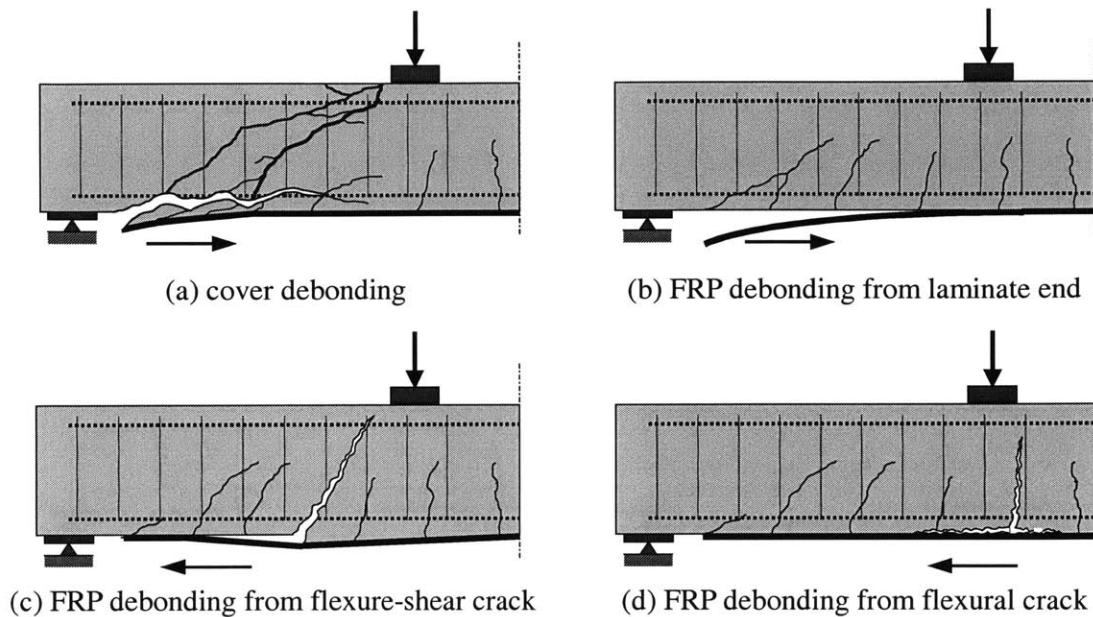 (a) cover debonding
(b) FRP debonding from laminate end
(c) FRP debonding from flexure-shear crack
(d) FRP debonding from flexural crack